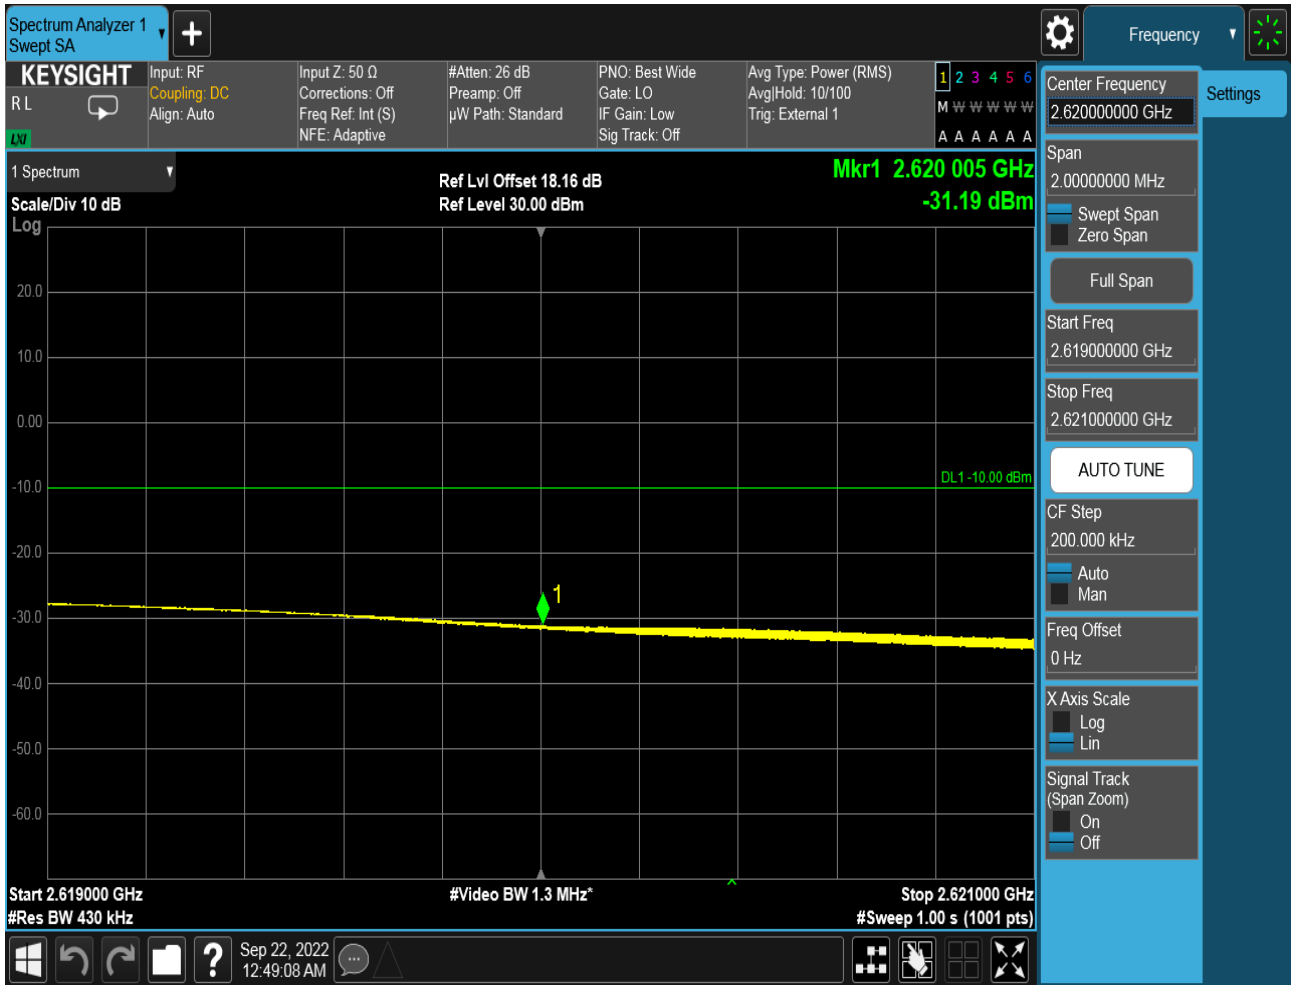 Spectrum Analyzer 1
Swept SA
Frequency
KEYSIGHT
R L
LXI
Input: RF
Coupling: DC
Align: Auto
Input Z: 50 Ω
Corrections: Off
Freq Ref: Int (S)
NFE: Adaptive
#Atten: 26 dB
Preamp: Off
µW Path: Standard
PNO: Best Wide
Gate: LO
IF Gain: Low
Sig Track: Off
Avg Type: Power (RMS)
Avg|Hold: 10/100
Trig: External 1
1 2 3 4 5 6
M W W W W W
A A A A A A
Center Frequency
2.620000000 GHz
Settings
Span
2.00000000 MHz
Swept Span
Zero Span
Full Span
Start Freq
2.619000000 GHz
Stop Freq
2.621000000 GHz
AUTO TUNE
CF Step
200.000 kHz
Auto
Man
Freq Offset
0 Hz
X Axis Scale
Log
Lin
Signal Track
(Span Zoom)
On
Off
1 Spectrum
Scale/Div 10 dB
Log
Ref Lvl Offset 18.16 dB
Ref Level 30.00 dBm
Mkr1 2.620 005 GHz
-31.19 dBm
20.0
10.0
0.00
-10.0
-20.0
-30.0
-40.0
-50.0
-60.0
DL1 -10.00 dBm
1
Start 2.619000 GHz
#Res BW 430 kHz
#Video BW 1.3 MHz*
Stop 2.621000 GHz
#Sweep 1.00 s (1001 pts)
?
Sep 22, 2022
12:49:08 AM